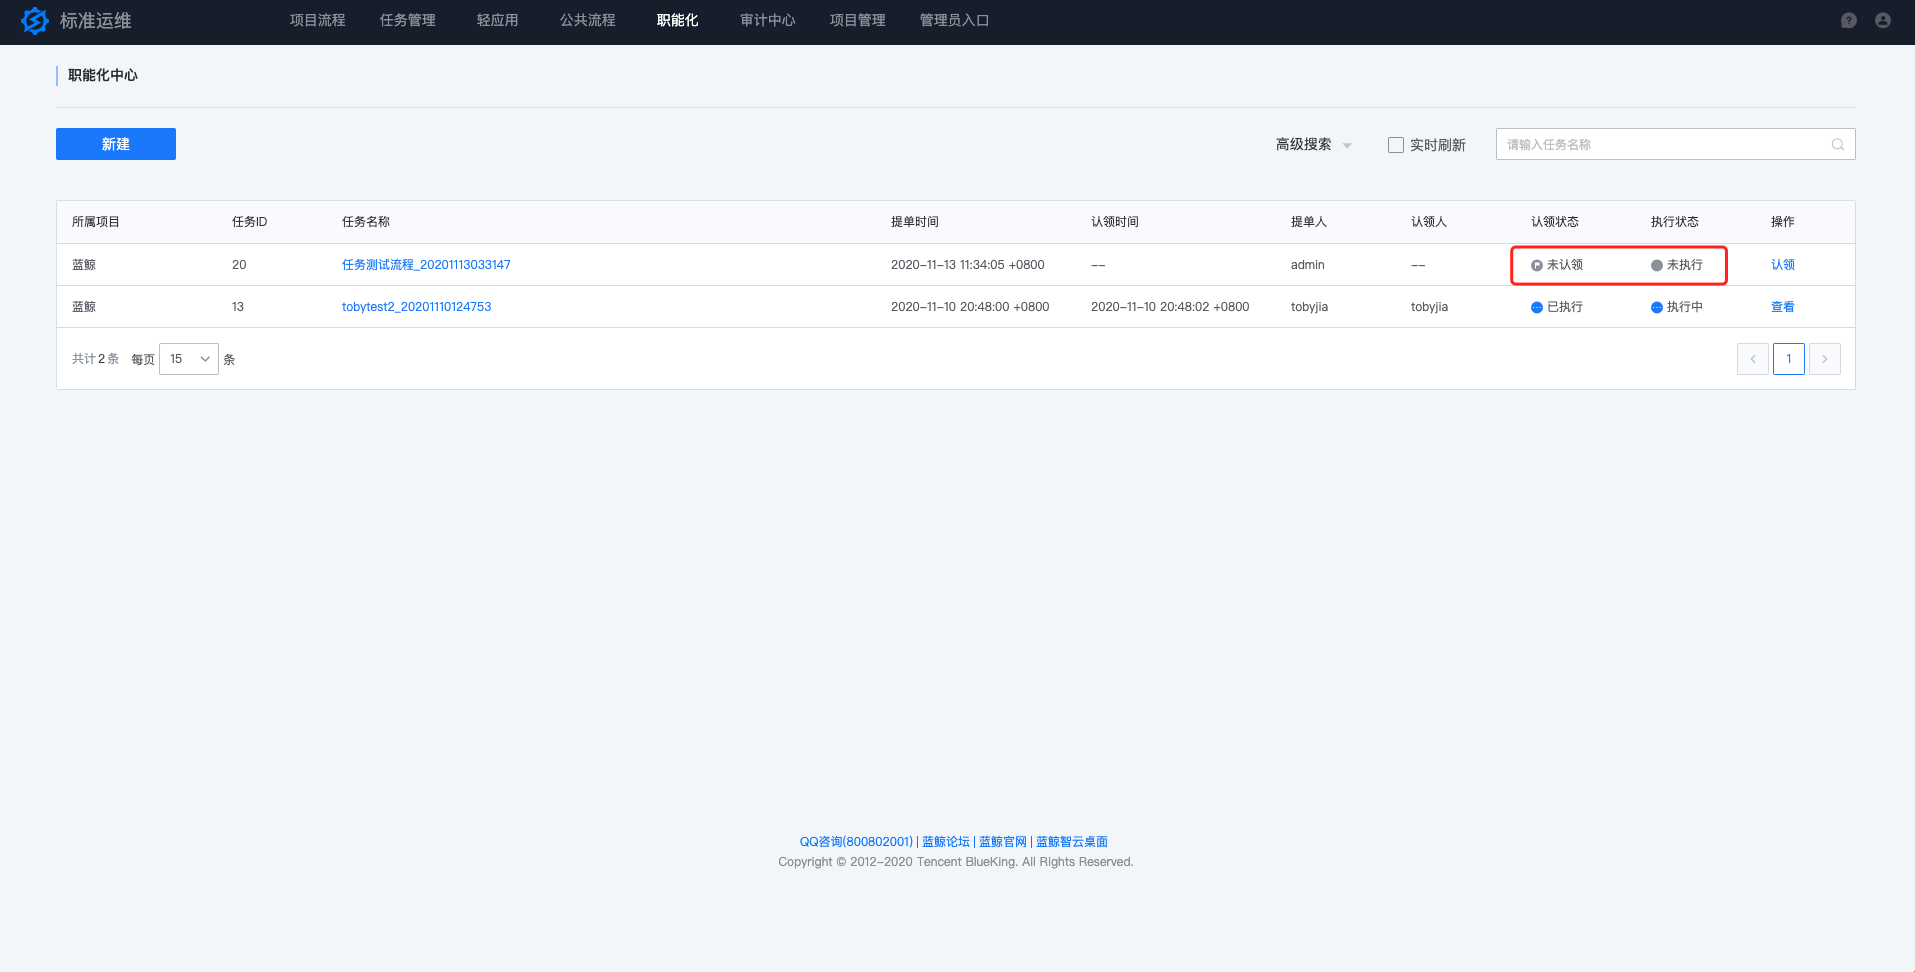 标准运维 项目流程 任务管理 轻应用 公共流程 职能化 审计中心 项目管理 管理员入口
职能化中心
新建 高级搜索 实时刷新 请输入任务名称
所属项目 任务ID 任务名称 提单时间 认领时间 提单人 认领人 认领状态 执行状态 操作
蓝鲸 20 任务测试流程_20201113033147 2020-11-13 11:34:05 +0800 -- admin -- 未认领 未执行 认领
蓝鲸 13 tobytest2_20201110124753 2020-11-10 20:48:00 +0800 2020-11-10 20:48:02 +0800 tobyjia tobyjia 已执行 执行中 查看
共计2条 每页 15 条 1
QQ咨询(800802001) | 蓝鲸论坛 | 蓝鲸官网 | 蓝鲸智云桌面
Copyright © 2012-2020 Tencent BlueKing. All Rights Reserved.